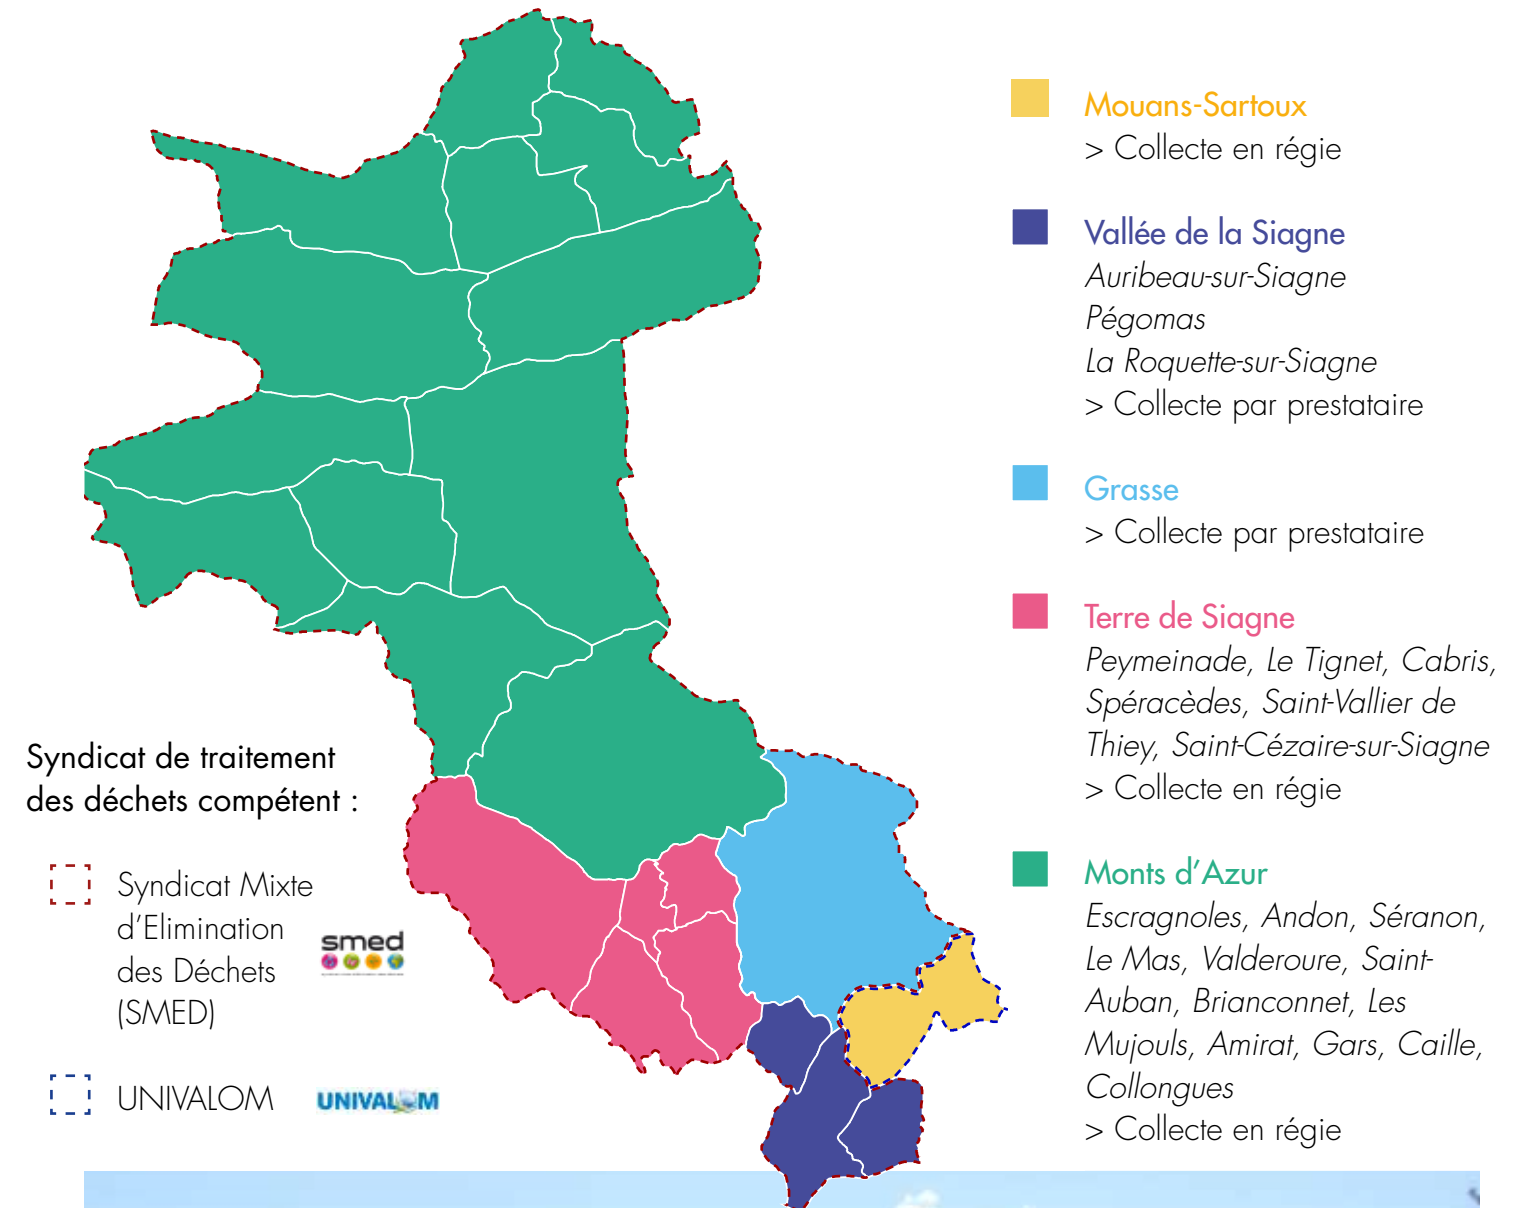 Mouans-Sartoux
> Collecte en régie
Vallée de la Siagne
Auribeau-sur-Siagne
Pégomas
La Roquette-sur-Siagne
> Collecte par prestataire
Grasse
> Collecte par prestataire
Terre de Siagne
Peymeinade, Le Tignet, Cabris,
Spéracèdes, Saint-Vallier de
Thiey, Saint-Cézaire-sur-Siagne
> Collecte en régie
Monts d'Azur
Escragnoles, Andon, Séranon,
Le Mas, Valderoure, Saint-
Auban, Brianconnet, Les
Mujouls, Amirat, Gars, Caille,
Collongues
> Collecte en régie
Syndicat de traitement
des déchets compétent :
Syndicat Mixte
d'Elimination
des Déchets
(SMED)
smed
UNIVALOM
UNIVALOM